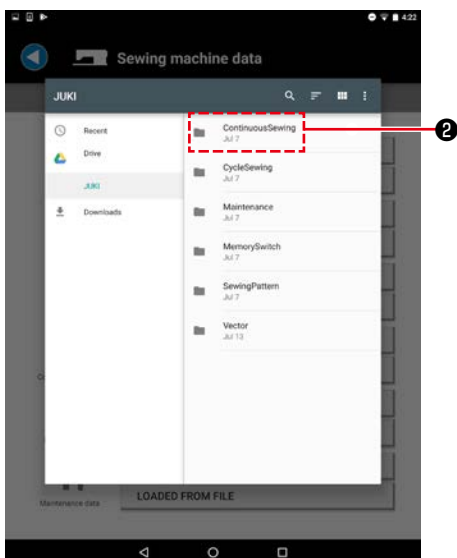 4:22
Sewing machine data
JUKI
Recent
Drive
JUKI
Downloads
ContinuousSewing
Jul 7
❷
CycleSewing
Jul 7
Maintenance
Jul 7
MemorySwitch
Jul 7
SewingPattern
Jul 7
Vector
Jul 13
Maintenance data
LOADED FROM FILE